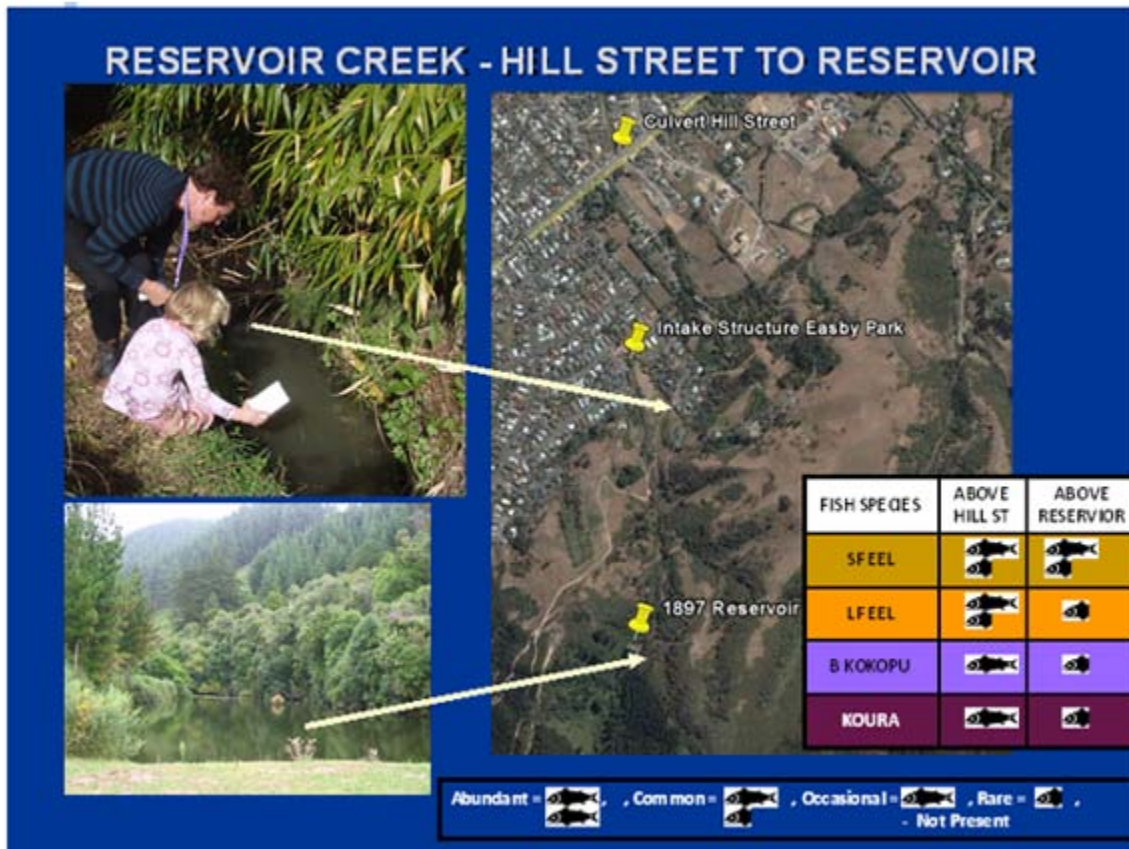 RESERVOIR CREEK - HILL STREET TO RESERVOIR
Culvert Hill Street
Intake Structure Easby Park
1897 Reservoir
FISH SPECIES
ABOVE
HILL ST
ABOVE
RESERVIOR
SFEEL
LFEEL
B KOKOPU
KOURA
Abundant = , , Common = , Occasional = , Rare = ,
- Not Present